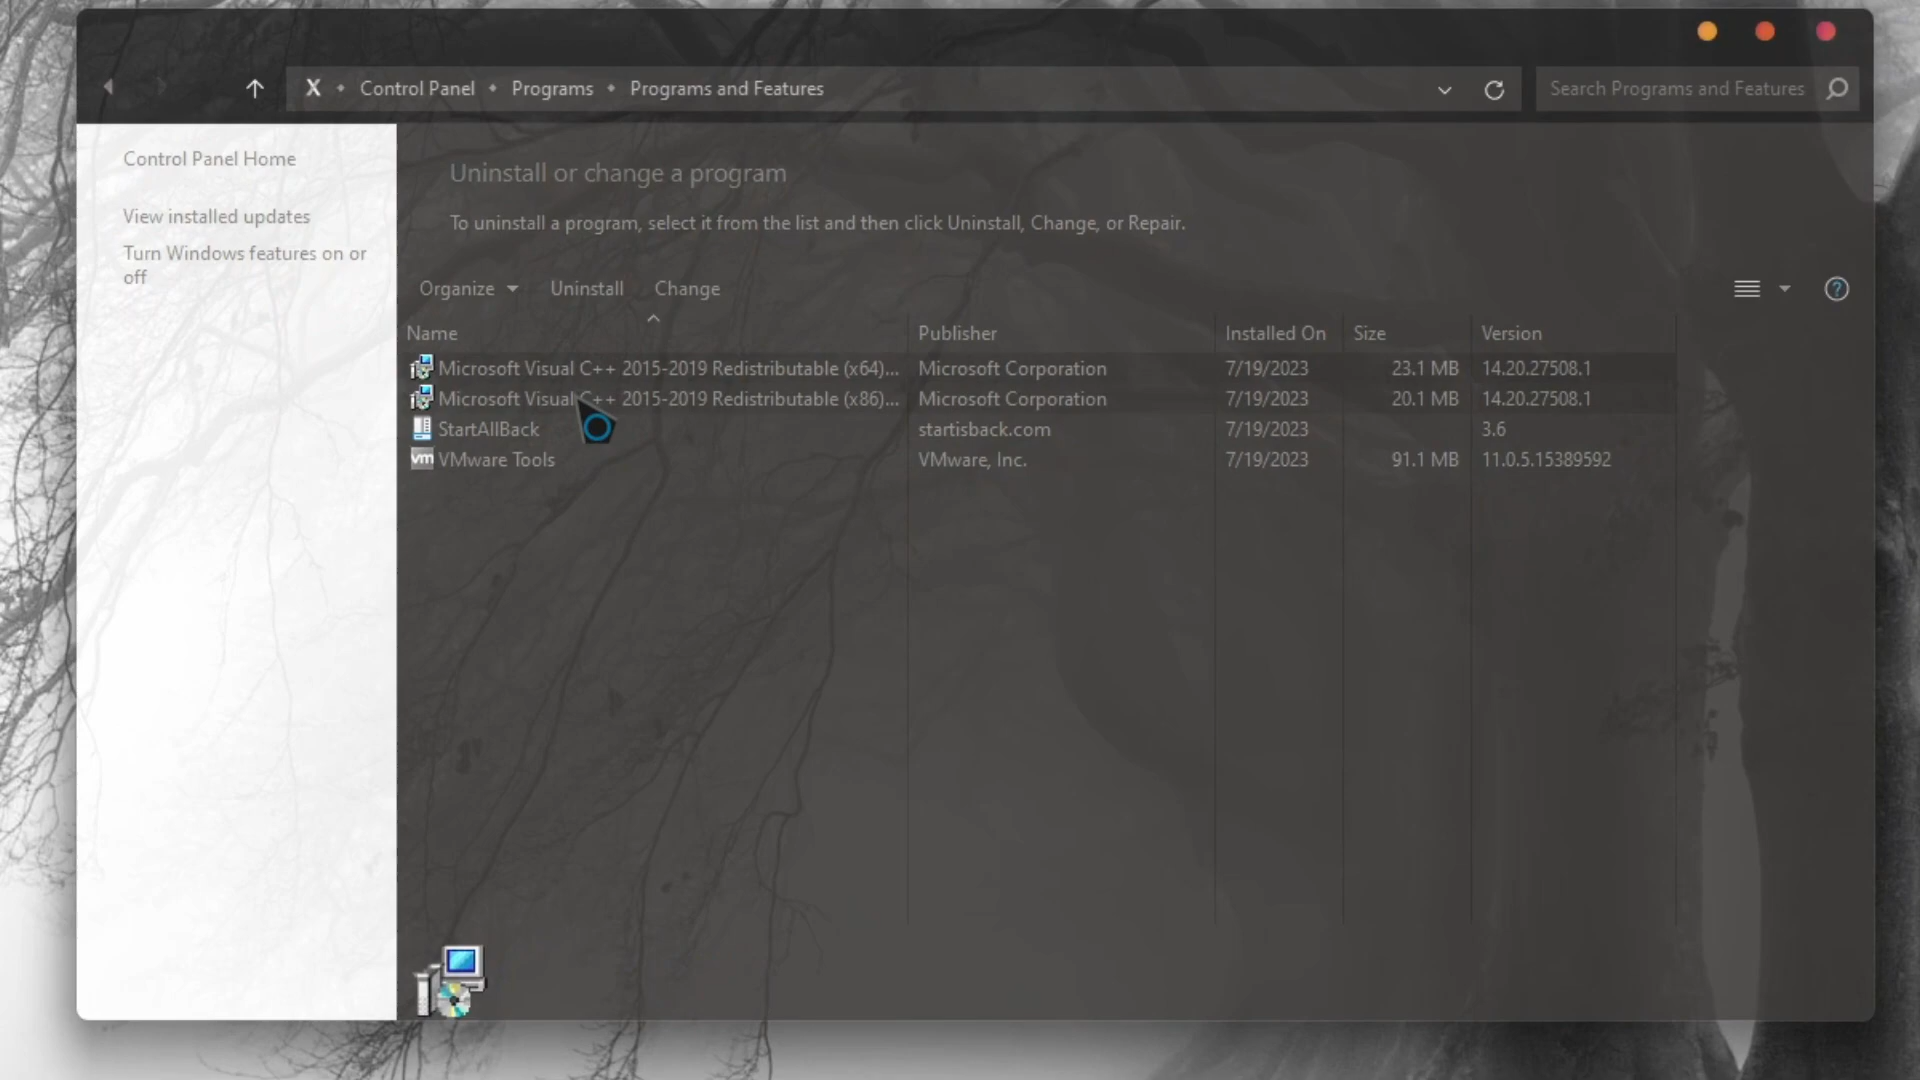 X Control Panel Programs Programs and Features
Search Programs and Features
Control Panel Home
View installed updates
Turn Windows features on or
off
Uninstall or change a program
To uninstall a program, select it from the list and then click Uninstall, Change, or Repair.
Organize Uninstall Change
?
Name Publisher Installed On Size Version
Microsoft Visual C++ 2015-2019 Redistributable (x64)... Microsoft Corporation 7/19/2023 23.1 MB 14.20.27508.1
Microsoft Visual C++ 2015-2019 Redistributable (x86)... Microsoft Corporation 7/19/2023 20.1 MB 14.20.27508.1
StartAllBack startisback.com 7/19/2023 3.6
vm VMware Tools VMware, Inc. 7/19/2023 91.1 MB 11.0.5.15389592